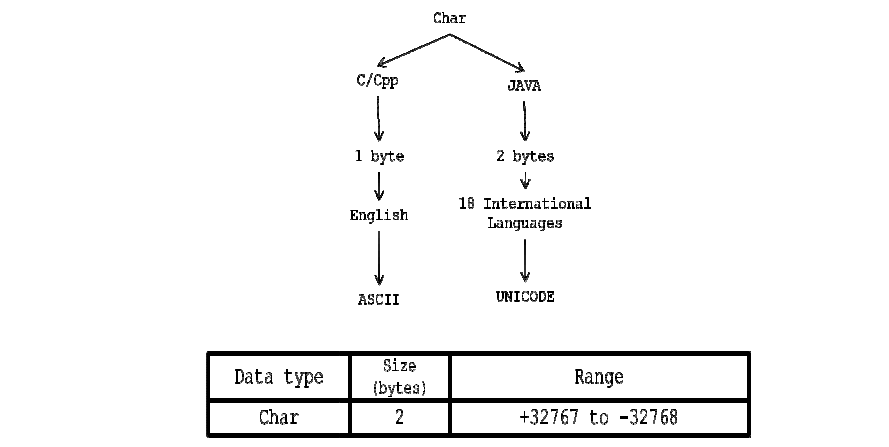 Char
C/Cpp
JAVA
1 byte
2 bytes
English
18 International
Languages
ASCII
UNICODE
Data type
Size
(bytes)
Range
Char
2
+32767 to -32768